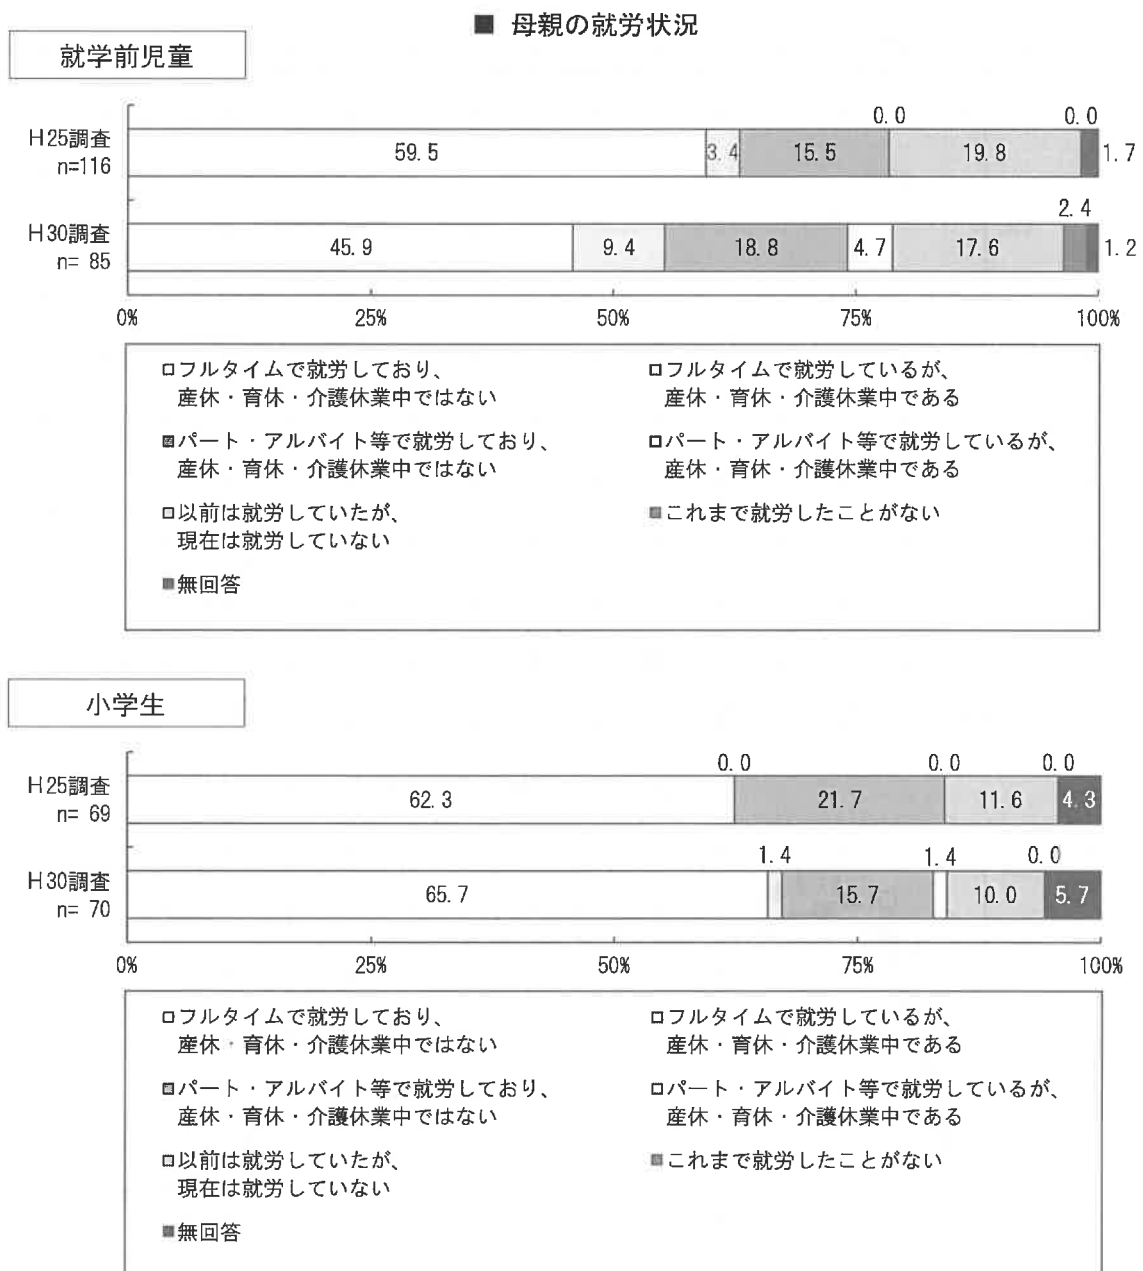 ■ 母親の就労状況
就学前児童
0.0 0.0
H25調査 n=116 59.5 3.4 15.5 19.8 1.7
2.4
H30調査 n= 85 45.9 9.4 18.8 4.7 17.6 1.2
0% 25% 50% 75% 100%
□フルタイムで就労しており、
産休・育休・介護休業中ではない
□フルタイムで就労しているが、
産休・育休・介護休業中である
■パート・アルバイト等で就労しており、
産休・育休・介護休業中ではない
□パート・アルバイト等で就労しているが、
産休・育休・介護休業中である
□以前は就労していたが、
現在は就労していない
■これまで就労したことがない
■無回答
小学生
0.0 0.0 0.0
H25調査 n= 69 62.3 21.7 11.6 4.3
1.4 1.4 0.0
H30調査 n= 70 65.7 15.7 10.0 5.7
0% 25% 50% 75% 100%
□フルタイムで就労しており、
産休・育休・介護休業中ではない
□フルタイムで就労しているが、
産休・育休・介護休業中である
■パート・アルバイト等で就労しており、
産休・育休・介護休業中ではない
□パート・アルバイト等で就労しているが、
産休・育休・介護休業中である
□以前は就労していたが、
現在は就労していない
■これまで就労したことがない
■無回答